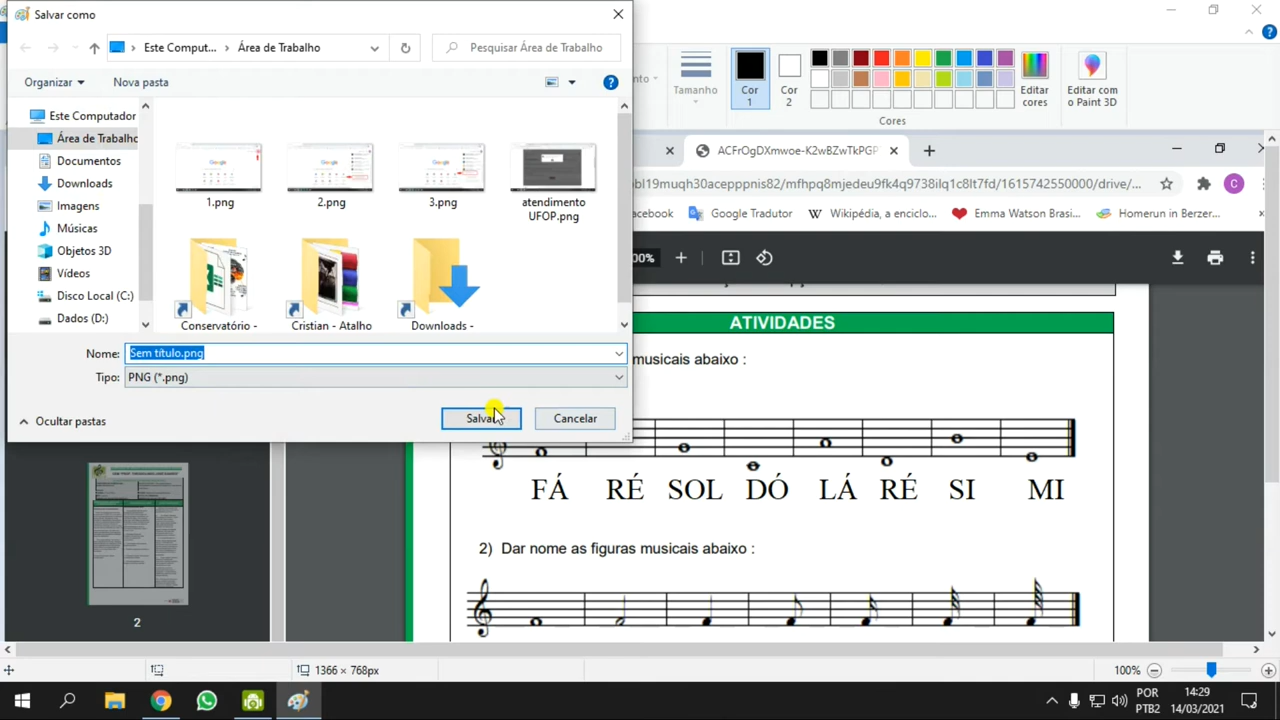 Salvar como
Este Comput... > Área de Trabalho
Pesquisar Área de Trabalho
Organizar
Nova pasta
Este Computador
Área de Trabalho
Documentos
Downloads
Imagens
Músicas
Objetos 3D
Vídeos
Disco Local (C:)
Dados (D:)
1.png
2.png
3.png
atendimento
UFOP.png
Conservatório -
Cristian - Atalho
Downloads -
Nome: Sem título.png
Tipo: PNG (*.png)
Ocultar pastas
Salvar
Cancelar
Tamanho
Cor
1
Cor
2
Editar
cores
Editar com
o Paint 3D
Cores
ACFrOgDXmwoe-K2wBZwTkPGP
bl19muqh30acepppnis82/mfhpq8mjedeu9fk4q9738ilq1c8lt7fd/1615742550000/drive/...
C
acebook
Google Tradutor
Wikipédia, a enciclo...
Emma Watson Brasi...
Homerun in Berzer...
00%
ATIVIDADES
musicais abaixo :
FÁ RÉ SOL DÓ LÁ RÉ SI MI
2) Dar nome as figuras musicais abaixo :
2
1366 × 768px
100%
POR
PTB2
14:29
14/03/2021